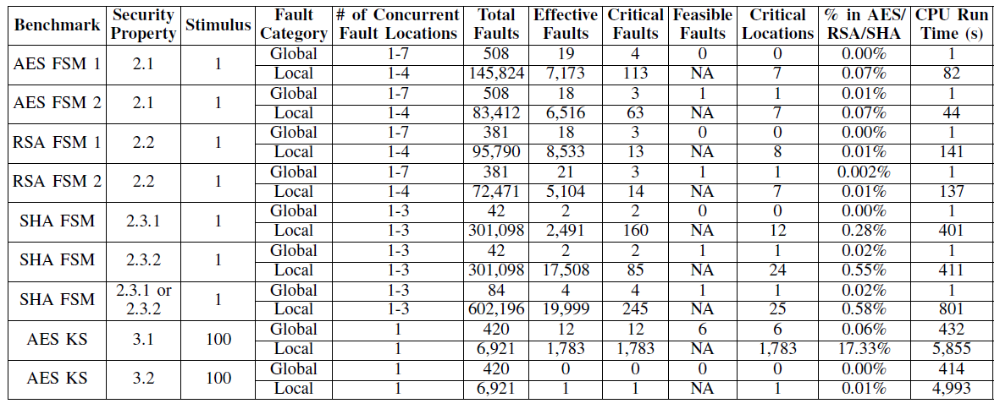 Benchmark Security Property Stimulus Fault Category # of Concurrent Fault Locations Total Faults Effective Faults Critical Faults Feasible Faults Critical Locations % in AES/ RSA/SHA CPU Run Time (s)
AES FSM 1 2.1 1 Global 1-7 508 19 4 0 0 0.00% 1
Local 1-4 145,824 7,173 113 NA 7 0.07% 82
AES FSM 2 2.1 1 Global 1-7 508 18 3 1 1 0.01% 1
Local 1-4 83,412 6,516 63 NA 7 0.07% 44
RSA FSM 1 2.2 1 Global 1-7 381 18 3 0 0 0.00% 1
Local 1-4 95,790 8,533 13 NA 8 0.01% 141
RSA FSM 2 2.2 1 Global 1-7 381 21 3 1 1 0.002% 1
Local 1-4 72,471 5,104 14 NA 7 0.01% 137
SHA FSM 2.3.1 1 Global 1-3 42 2 2 0 0 0.00% 1
Local 1-3 301,098 2,491 160 NA 12 0.28% 401
SHA FSM 2.3.2 1 Global 1-3 42 2 2 1 1 0.02% 1
Local 1-3 301,098 17,508 85 NA 24 0.55% 411
SHA FSM 2.3.1 or 2.3.2 1 Global 1-3 84 4 4 1 1 0.02% 1
Local 1-3 602,196 19,999 245 NA 25 0.58% 801
AES KS 3.1 100 Global 1 420 12 12 6 6 0.06% 432
Local 1 6,921 1,783 1,783 NA 1,783 17.33% 5,855
AES KS 3.2 100 Global 1 420 0 0 0 0 0.00% 414
Local 1 6,921 1 1 NA 1 0.01% 4,993